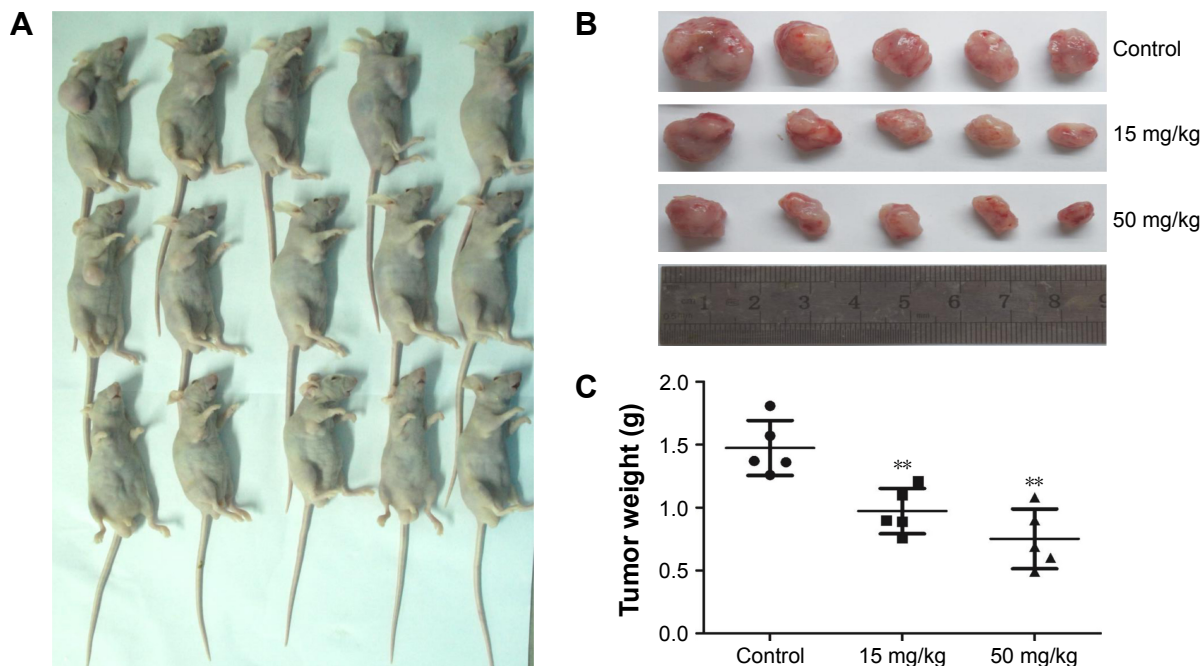 A
B
Control
15 mg/kg
50 mg/kg
1 2 3 4 5 6 7 8 9
C
Tumor weight (g)
2.0
1.5
1.0
0.5
0.0
**
**
Control
15 mg/kg
50 mg/kg